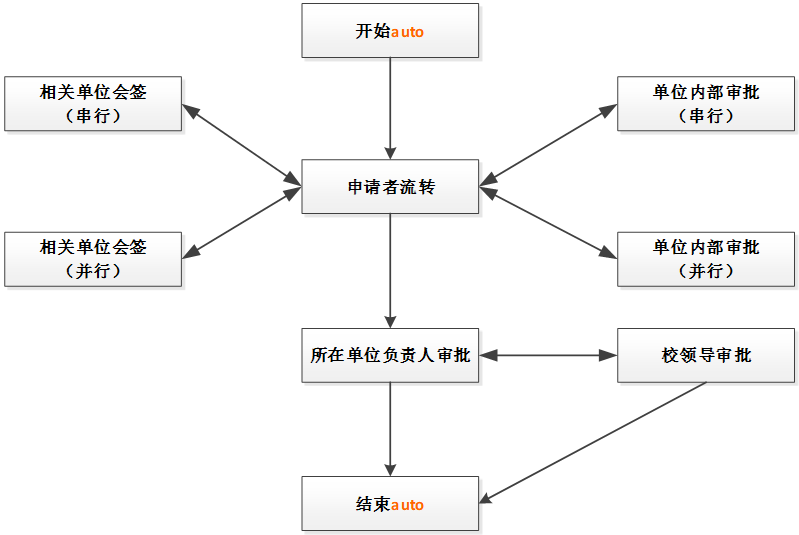 开始auto
相关单位会签
（串行）
单位内部审批
（串行）
申请者流转
相关单位会签
（并行）
单位内部审批
（并行）
所在单位负责人审批
校领导审批
结束auto